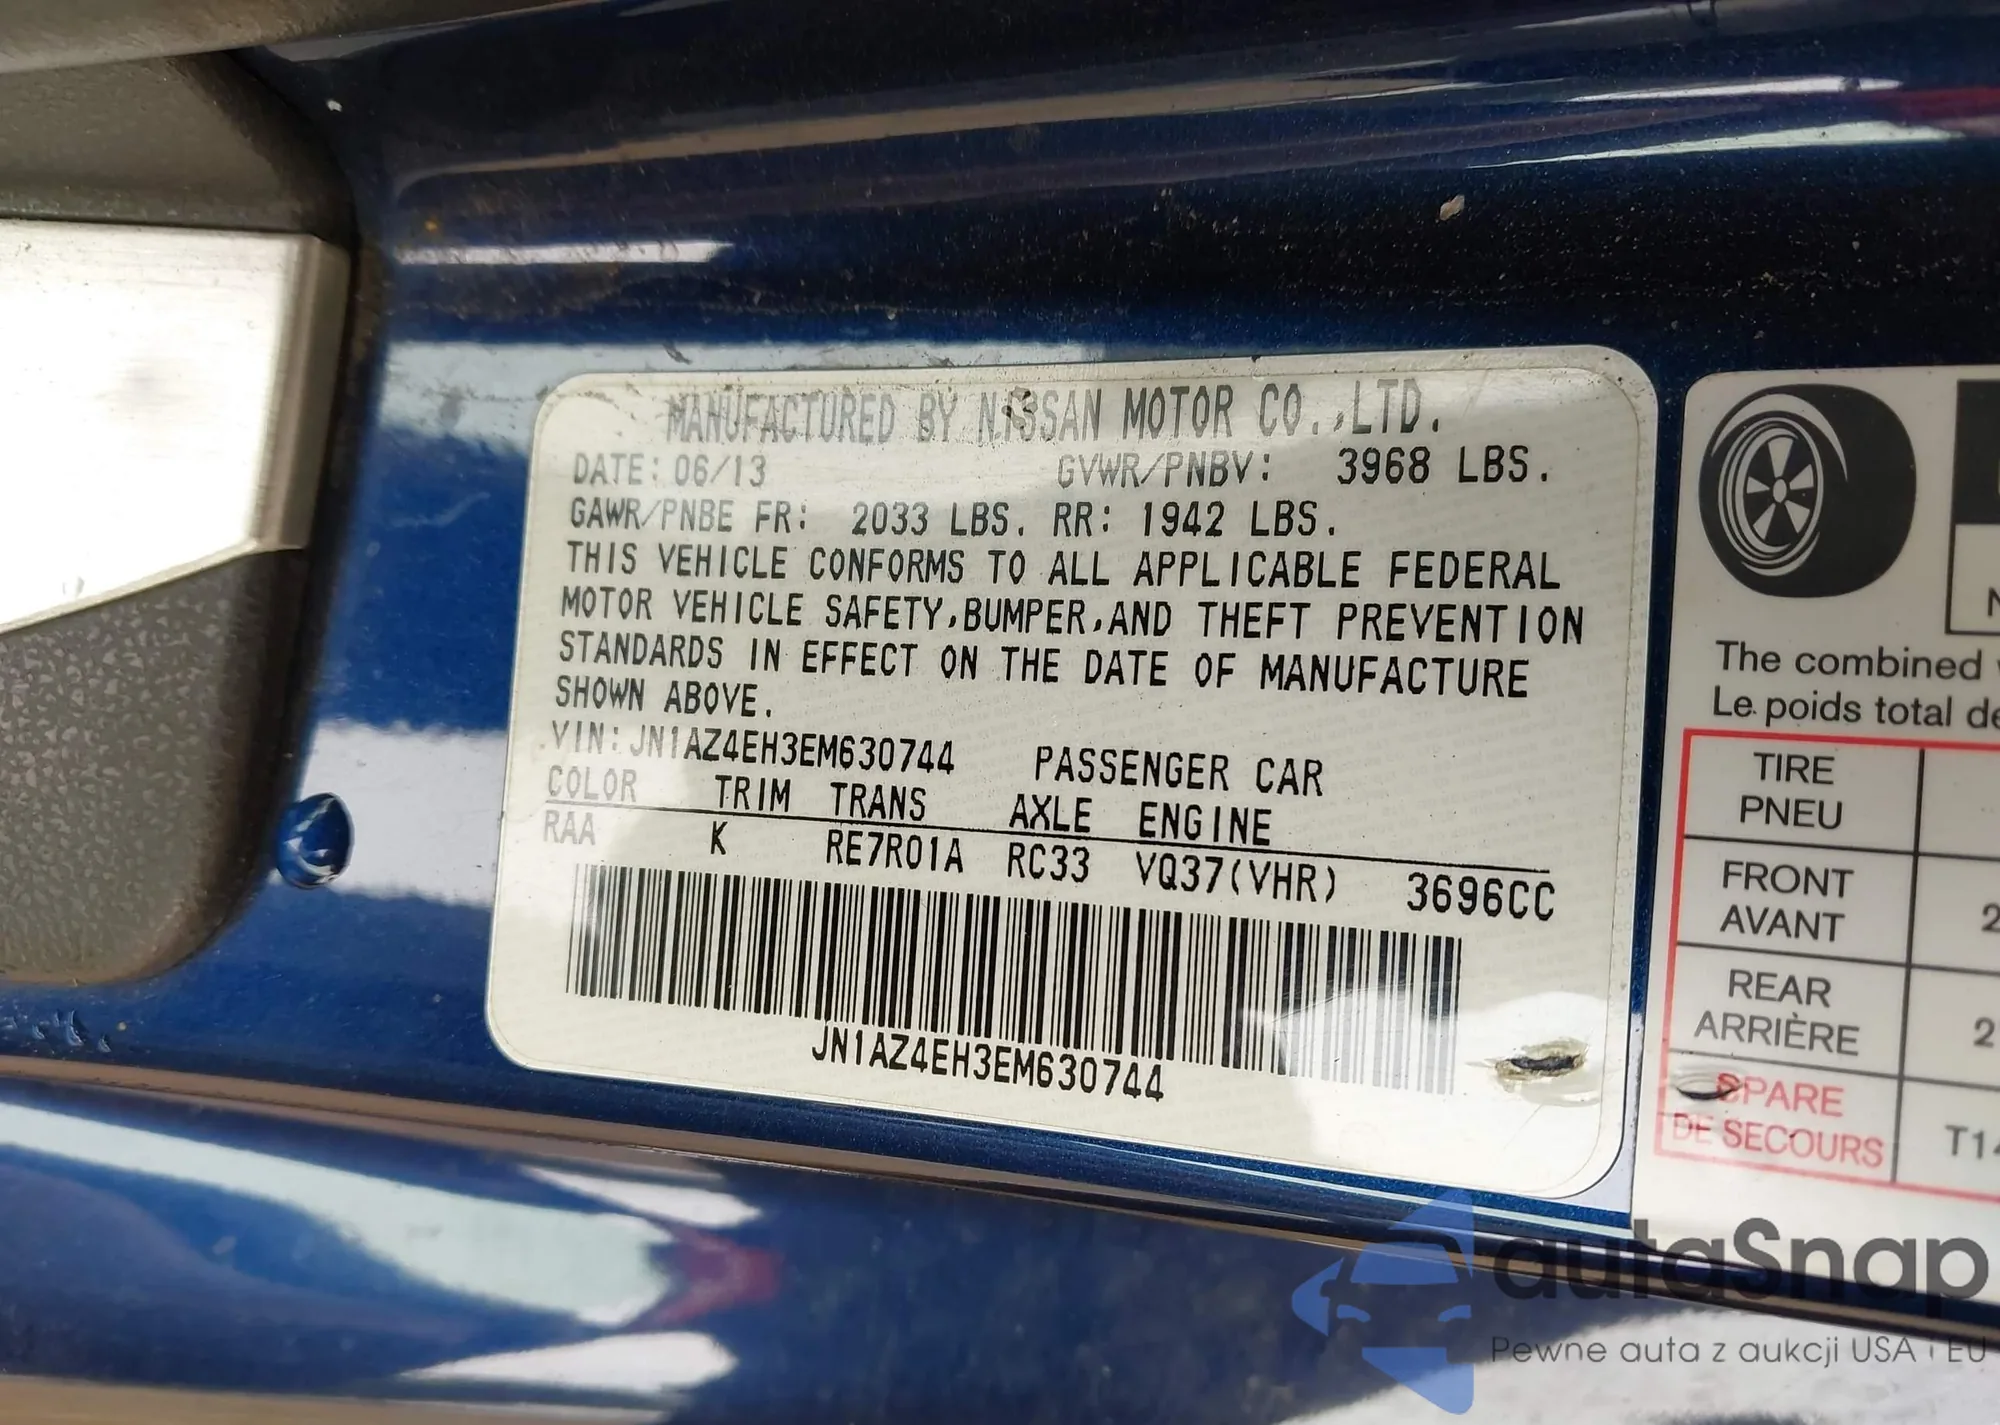 MANUFACTURED BY NISSAN MOTOR CO.,LTD.
DATE: 06/13 GVWR/PNBV: 3968 LBS.
GAWR/PNBE FR: 2033 LBS. RR: 1942 LBS.
THIS VEHICLE CONFORMS TO ALL APPLICABLE FEDERAL
MOTOR VEHICLE SAFETY,BUMPER,AND THEFT PREVENTION
STANDARDS IN EFFECT ON THE DATE OF MANUFACTURE
SHOWN ABOVE.
VIN: JN1AZ4EH3EM630744 PASSENGER CAR
COLOR TRIM TRANS AXLE ENGINE
RAA K RE7R01A RC33 VQ37(VHR) 3696CC
JN1AZ4EH3EM630744
The combined
Le poids total de
TIRE
PNEU
FRONT
AVANT
REAR
ARRIÈRE
SPARE
DE SECOURS
T14
autaSnap
Pewne auta z aukcji USA i EU